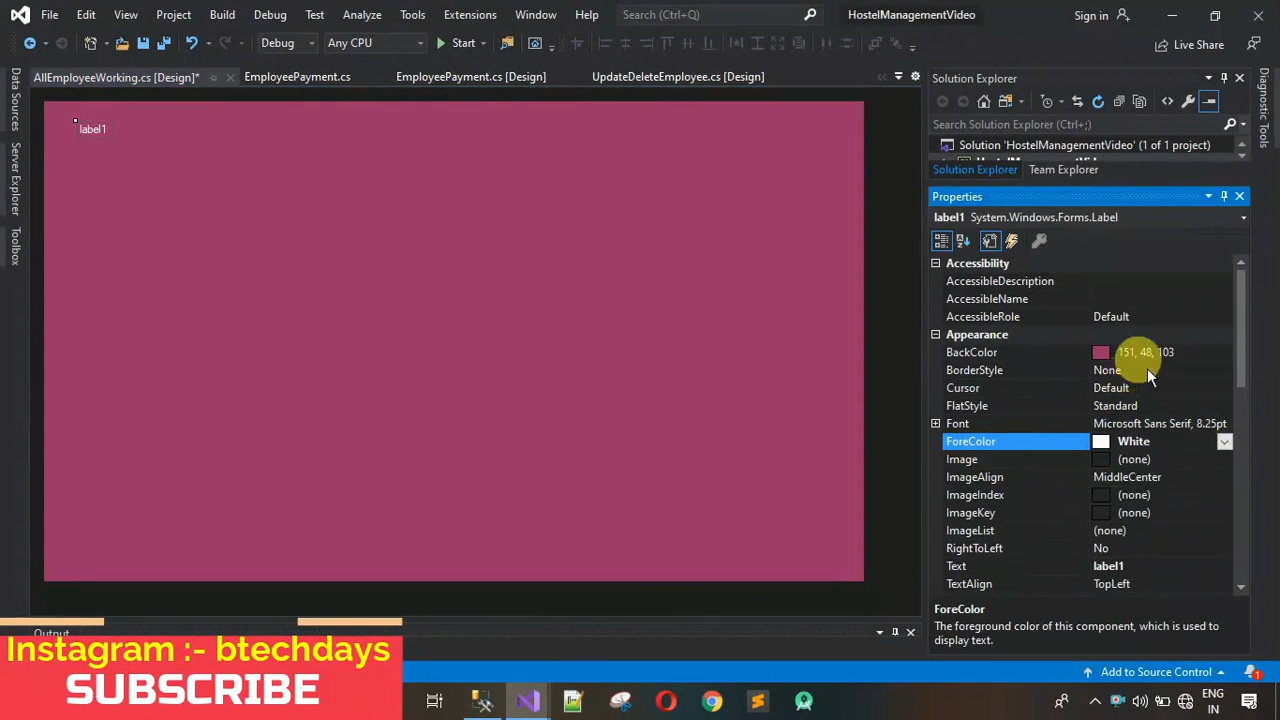 File Edit View Project Build Debug Test Analyze Tools Extensions Window Help Search (Ctrl+Q) HostelManagementVideo Sign in
Debug Any CPU Start Live Share
AllEmployeeWorking.cs [Design]* EmployeePayment.cs EmployeePayment.cs [Design] UpdateDeleteEmployee.cs [Design]
Data Sources
Server Explorer
Toolbox
label1
Solution Explorer
Search Solution Explorer (Ctrl+;)
Solution 'HostelManagementVideo' (1 of 1 project)
Solution Explorer Team Explorer
Diagnostic Tools
Properties
label1 System.Windows.Forms.Label
Accessibility
AccessibleDescription
AccessibleName
AccessibleRole Default
Appearance
BackColor 151, 48, 103
BorderStyle None
Cursor Default
FlatStyle Standard
Font Microsoft Sans Serif, 8.25pt
ForeColor White
Image (none)
ImageAlign MiddleCenter
ImageIndex (none)
ImageKey (none)
ImageList (none)
RightToLeft No
Text label1
TextAlign TopLeft
ForeColor
The foreground color of this component, which is used to
display text.
Output
Instagram :- btechdays
SUBSCRIBE
Add to Source Control 1
ENG
IN